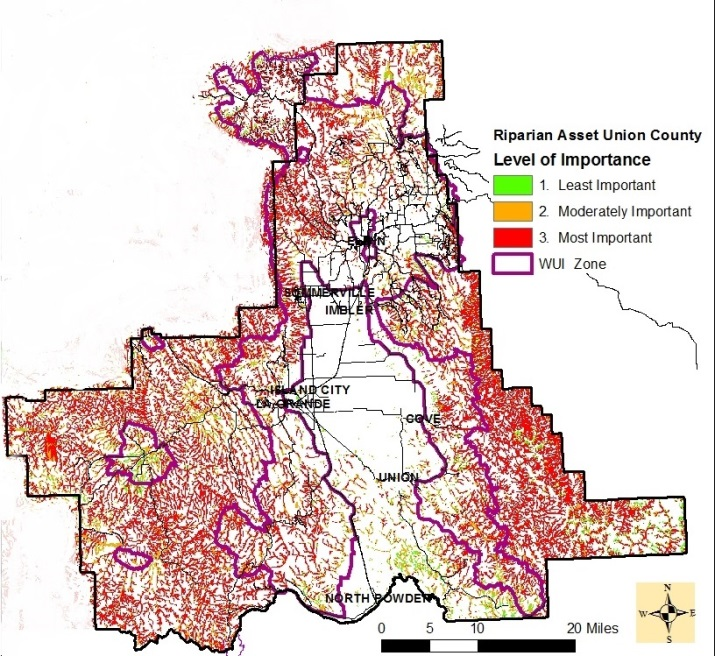 Riparian Asset Union County
Level of Importance
1. Least Important
2. Moderately Important
3. Most Important
WUI Zone
ELGIN
SUMMERVILLE
IMBLER
ISLAND CITY
LA GRANDE
COVE
UNION
NORTH POWDER
N
W E
S
0 5 10 20 Miles